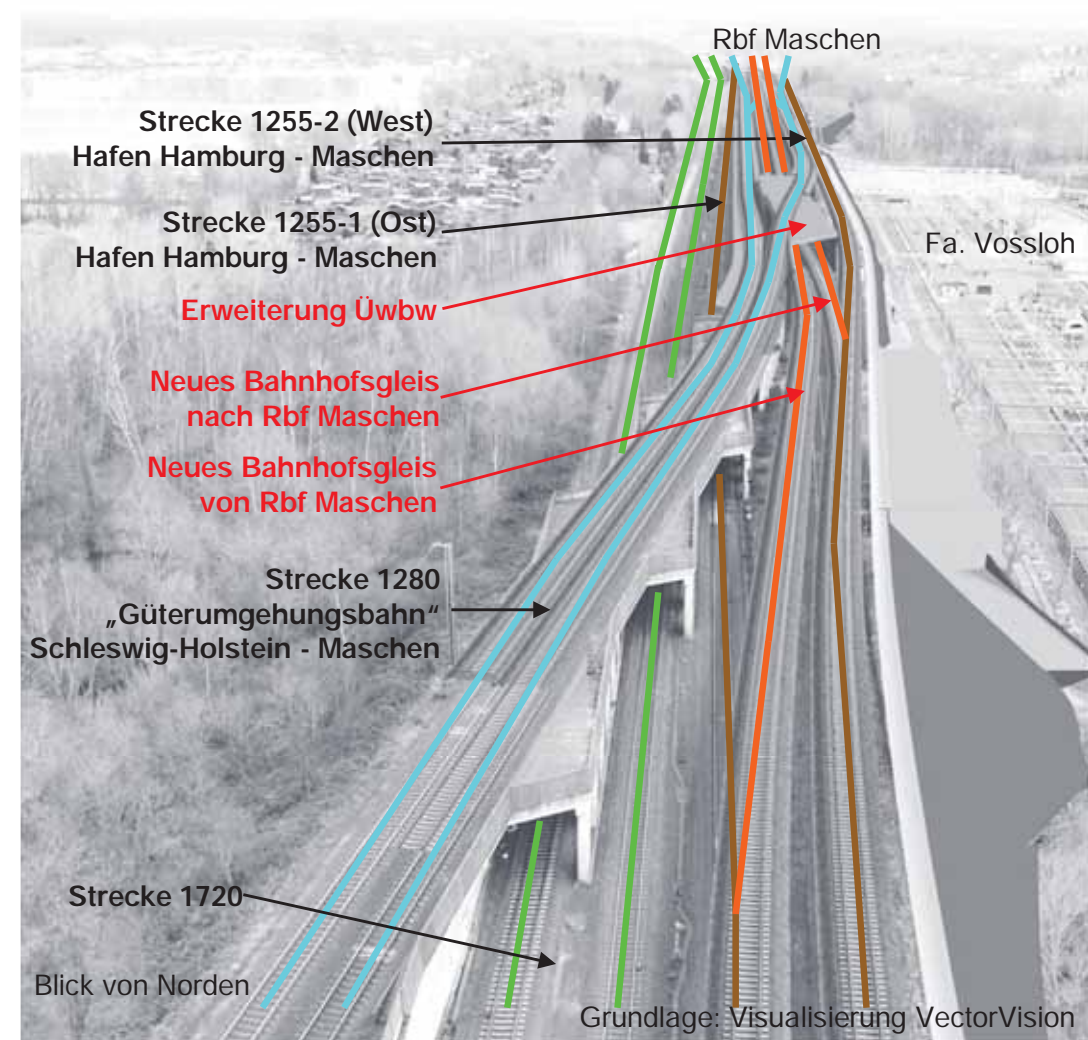 Rbf Maschen
Strecke 1255-2 (West)
Hafen Hamburg - Maschen
Strecke 1255-1 (Ost)
Hafen Hamburg - Maschen
Fa. Vossloh
Erweiterung Üwbw
Neues Bahnhofsgleis
nach Rbf Maschen
Neues Bahnhofsgleis
von Rbf Maschen
Strecke 1280
„Güterumgehungsbahn“
Schleswig-Holstein - Maschen
Strecke 1720
Blick von Norden
Grundlage: Visualisierung VectorVision